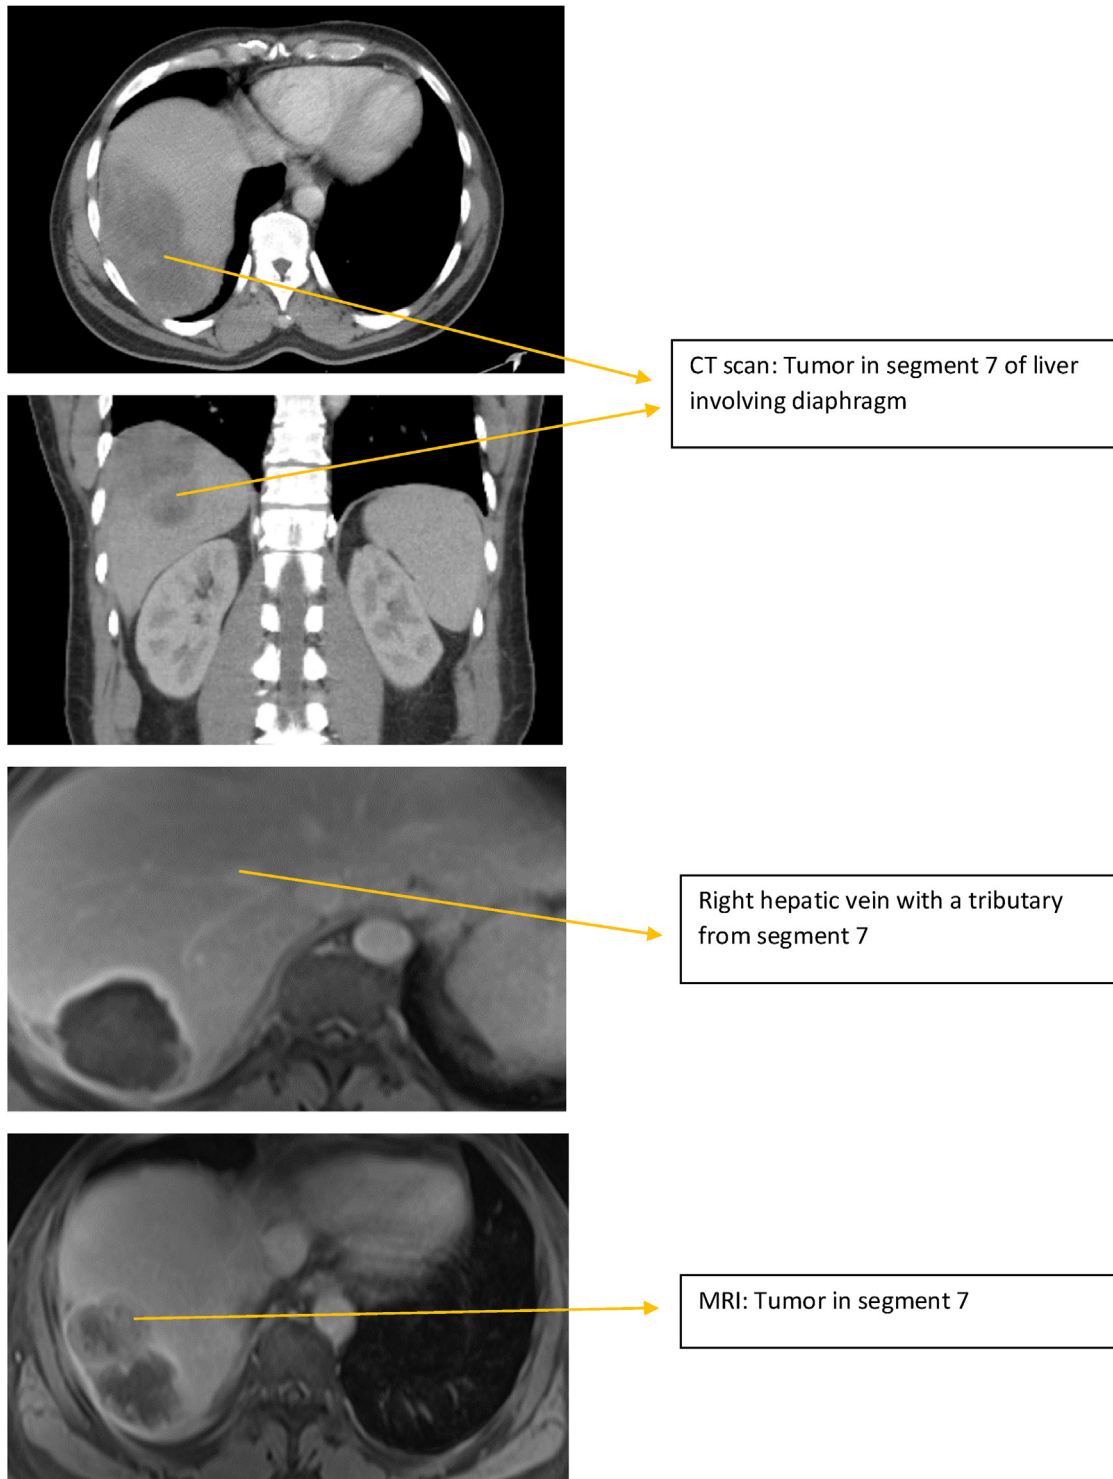 CT scan: Tumor in segment 7 of liver
involving diaphragm
Right hepatic vein with a tributary
from segment 7
MRI: Tumor in segment 7